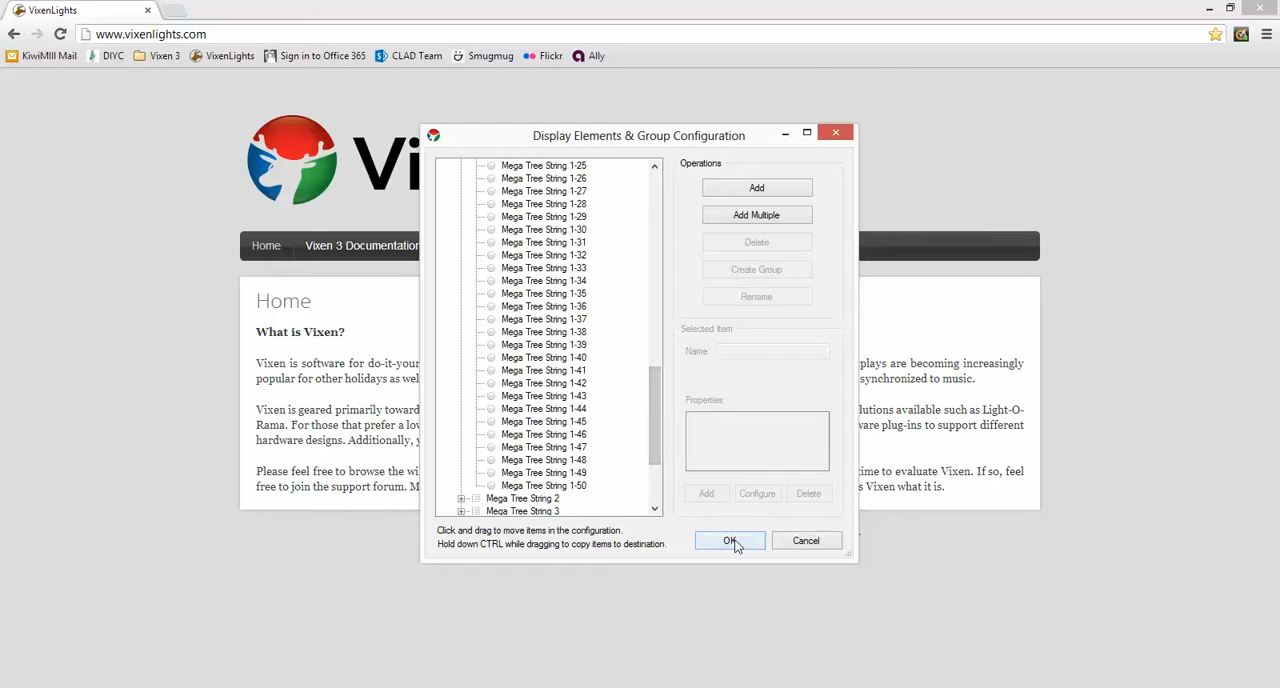 VixenLights
www.vixenlights.com
KiwiMill Mail DIYC Vixen 3 VixenLights Sign in to Office 365 CLAD Team Smugmug Flickr Ally
Vi
Home Vixen 3 Documentation
Home
What is Vixen?
Vixen is software for do-it-your
popular for other holidays as wel
Vixen is geared primarily toward
Rama. For those that prefer a low
hardware designs. Additionally, y
Please feel free to browse the wi
free to join the support forum. M
plays are becoming increasingly
synchronized to music.
olutions available such as Light-O-
ware plug-ins to support different
time to evaluate Vixen. If so, feel
es Vixen what it is.
Display Elements & Group Configuration
Mega Tree String 1-25
Mega Tree String 1-26
Mega Tree String 1-27
Mega Tree String 1-28
Mega Tree String 1-29
Mega Tree String 1-30
Mega Tree String 1-31
Mega Tree String 1-32
Mega Tree String 1-33
Mega Tree String 1-34
Mega Tree String 1-35
Mega Tree String 1-36
Mega Tree String 1-37
Mega Tree String 1-38
Mega Tree String 1-39
Mega Tree String 1-40
Mega Tree String 1-41
Mega Tree String 1-42
Mega Tree String 1-43
Mega Tree String 1-44
Mega Tree String 1-45
Mega Tree String 1-46
Mega Tree String 1-47
Mega Tree String 1-48
Mega Tree String 1-49
Mega Tree String 1-50
Mega Tree String 2
Mega Tree String 3
Click and drag to move items in the configuration.
Hold down CTRL while dragging to copy items to destination.
Operations
Add
Add Multiple
Delete
Create Group
Rename
Selected Item
Name:
Properties:
Add Configure Delete
OK Cancel